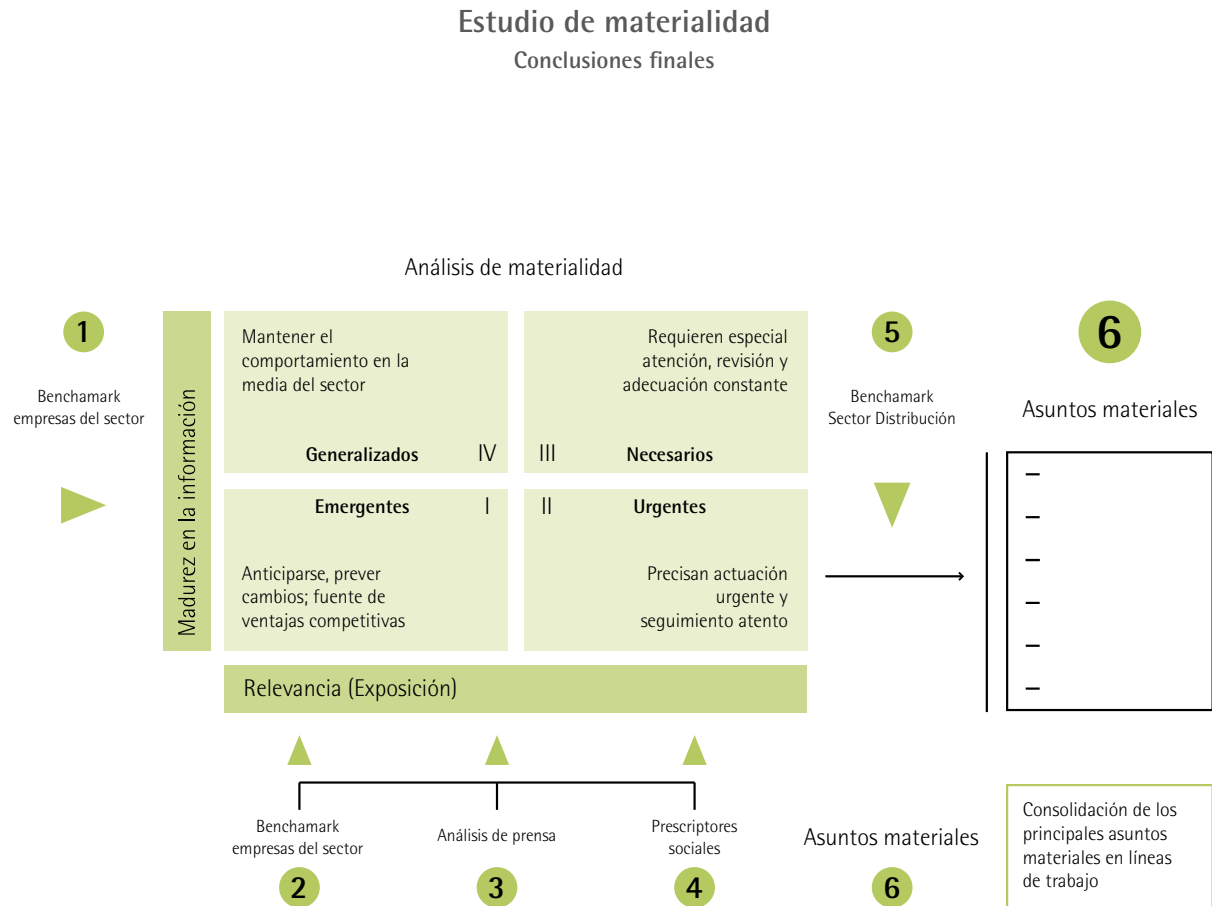 Estudio de materialidad
Conclusiones finales
Análisis de materialidad
1
Benchamark
empresas del sector
Madurez en la información
Mantener el
comportamiento en la
media del sector
Generalizados
IV
Requieren especial
atención, revisión y
adecuación constante
III
Necesarios
Emergentes
I
Anticiparse, prever
cambios; fuente de
ventajas competitivas
II
Urgentes
Precisan actuación
urgente y
seguimiento atento
Relevancia (Exposición)
5
Benchamark
Sector Distribución
6
Asuntos materiales
–
–
–
–
–
–
Benchamark
empresas del sector
2
Análisis de prensa
3
Prescriptores
sociales
4
Asuntos materiales
6
Consolidación de los
principales asuntos
materiales en líneas
de trabajo